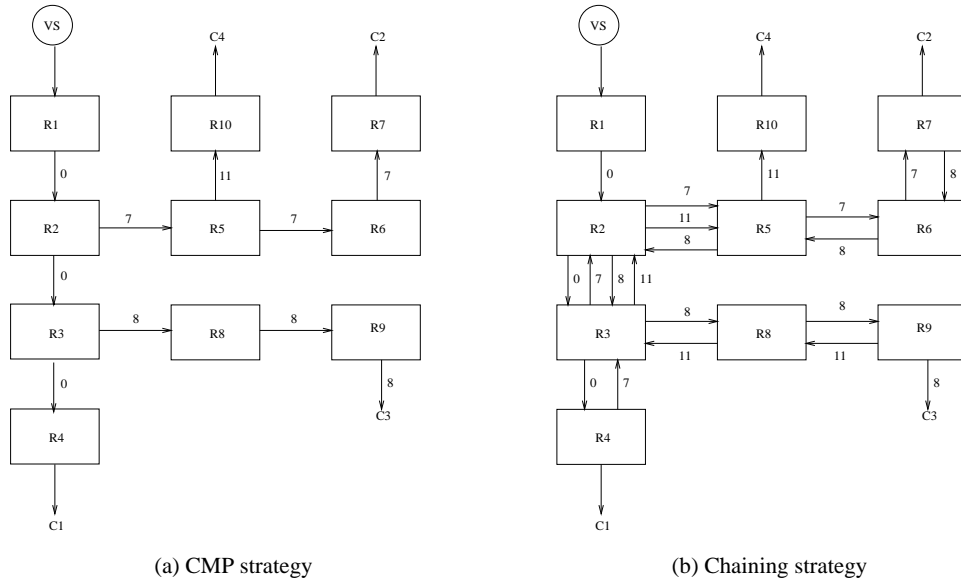 VS
C4
C2
R1
R10
R7
0
11
7
R2
7
R5
7
R6
0
R3
8
R8
8
R9
0
8
R4
C3
C1
(a) CMP strategy
VS
C4
C2
R1
R10
R7
0
11
7
8
R2
7
11
8
R5
7
8
R6
0
7
8
11
R3
8
11
R8
8
11
R9
0
7
8
R4
C3
C1
(b) Chaining strategy